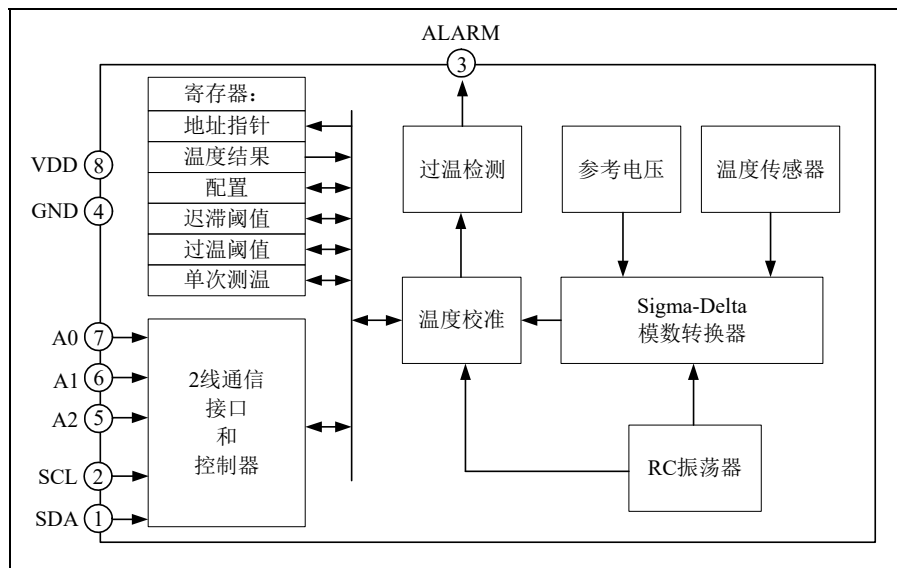 ALARM
3
寄存器：
地址指针
温度结果
配置
迟滞阈值
过温阈值
单次测温
VDD 8
GND 4
过温检测
参考电压
温度传感器
温度校准
Sigma-Delta
模数转换器
A0 7
A1 6
A2 5
SCL 2
SDA 1
2线通信
接口
和
控制器
RC振荡器